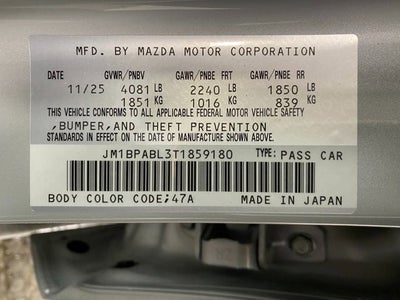 MFD. BY MAZDA MOTOR CORPORATION
GVWR/PNBV GAWR/PNBE FRT GAWR/PNBE RR
11/25 4081 LB 2240 LB 1850 LB
1851 KG 1016 KG 839 KG
THIS VEHICLE CONFORMS TO ALL APPLICABLE FEDERAL MOTOR VEHICLE SAFETY
,BUMPER,AND THEFT PREVENTION
STANDARDS IN EFFECT ON THE DATE OF MANUFACTURE SHOWN ABOVE.
JM1BPABL3T1859180 TYPE: PASS CAR
BODY COLOR CODE;47A MADE IN JAPAN